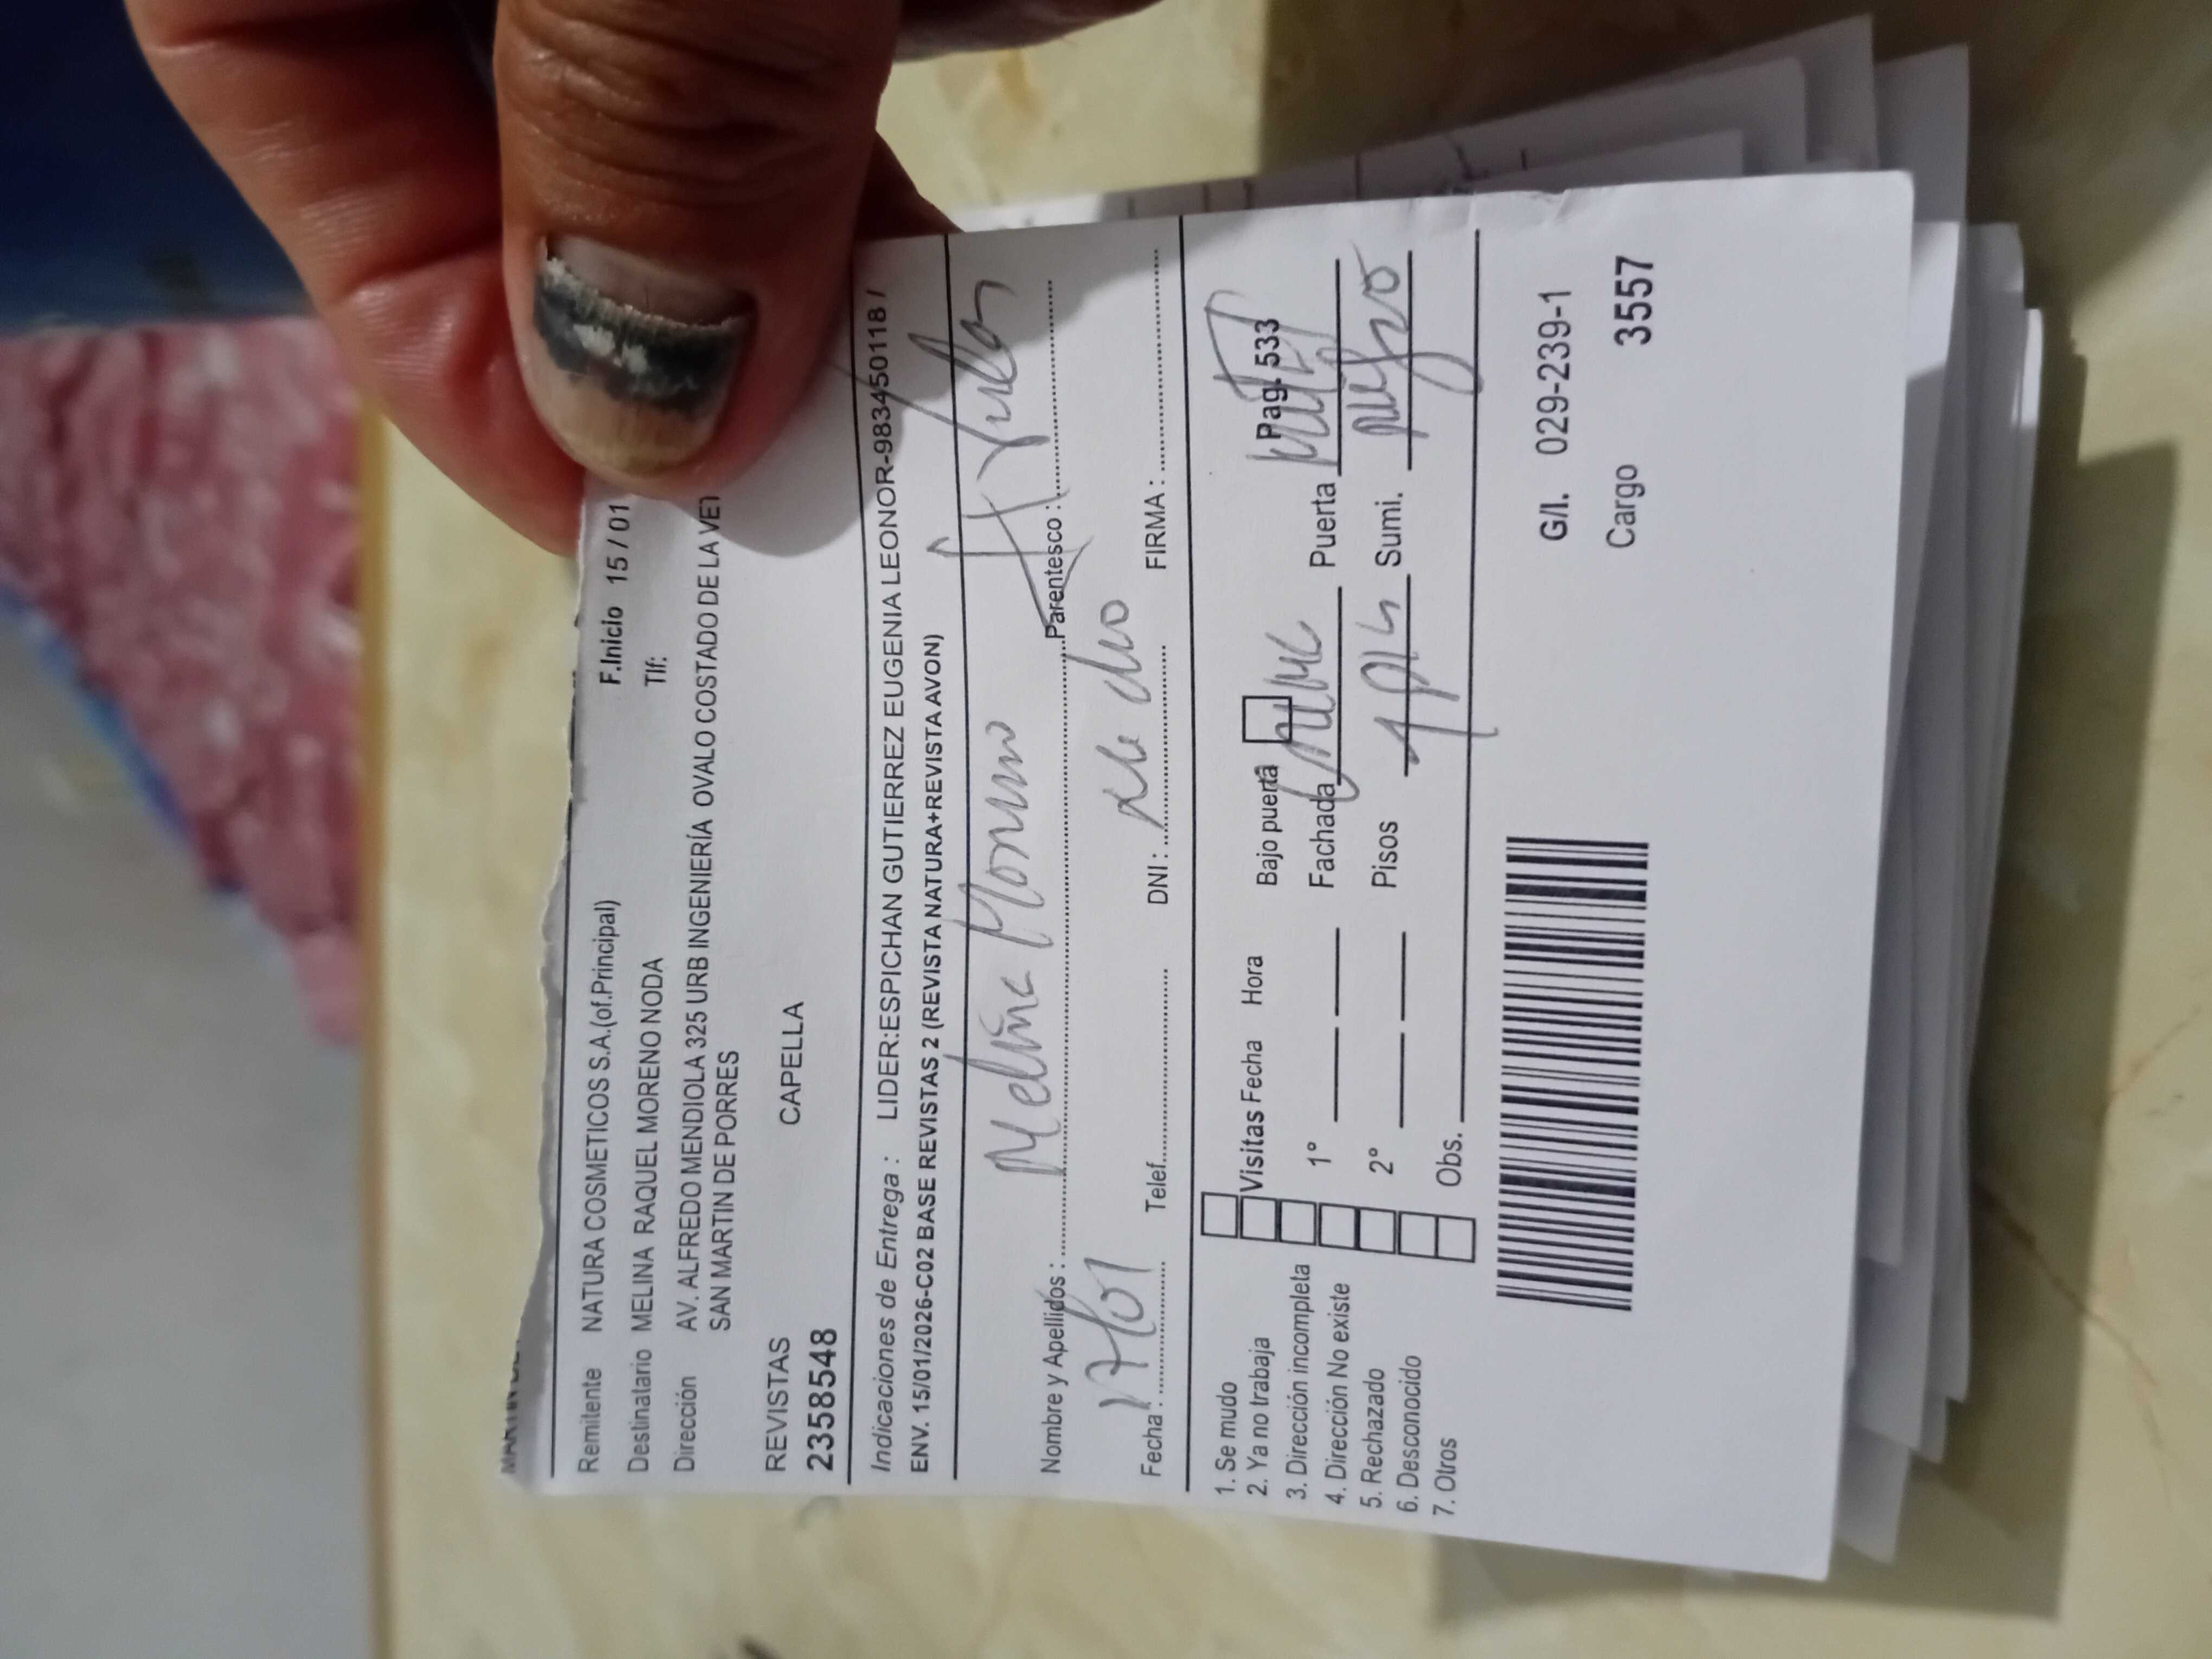 Remitente NATURA COSMETICOS S.A.(of.Principal) F.Inicio 15 / 01
Destinatario MELINA RAQUEL MORENO NODA Tlf:
Dirección AV. ALFREDO MENDIOLA 325 URB INGENIERÍA OVALO COSTADO DE LA VET
SAN MARTIN DE PORRES
REVISTAS CAPELLA
2358548
Indicaciones de Entrega : LIDER:ESPICHAN GUTIERREZ EUGENIA LEONOR-983450118 /
ENV. 15/01/2026-C02 BASE REVISTAS 2 (REVISTA NATURA+REVISTA AVON)
Nombre y Apellidos : Melina Moreno Parentesco :
Fecha : Telef. DNI : FIRMA :
1. Se mudo
2. Ya no trabaja
3. Dirección incompleta
4. Dirección No existe
5. Rechazado
6. Desconocido
7. Otros
Visitas Fecha Hora
1º
2º
Obs.
Bajo puerta Pag. 533
Fachada Puerta
Pisos 1 Sumi. negro
G/I. 029-239-1
Cargo 3557